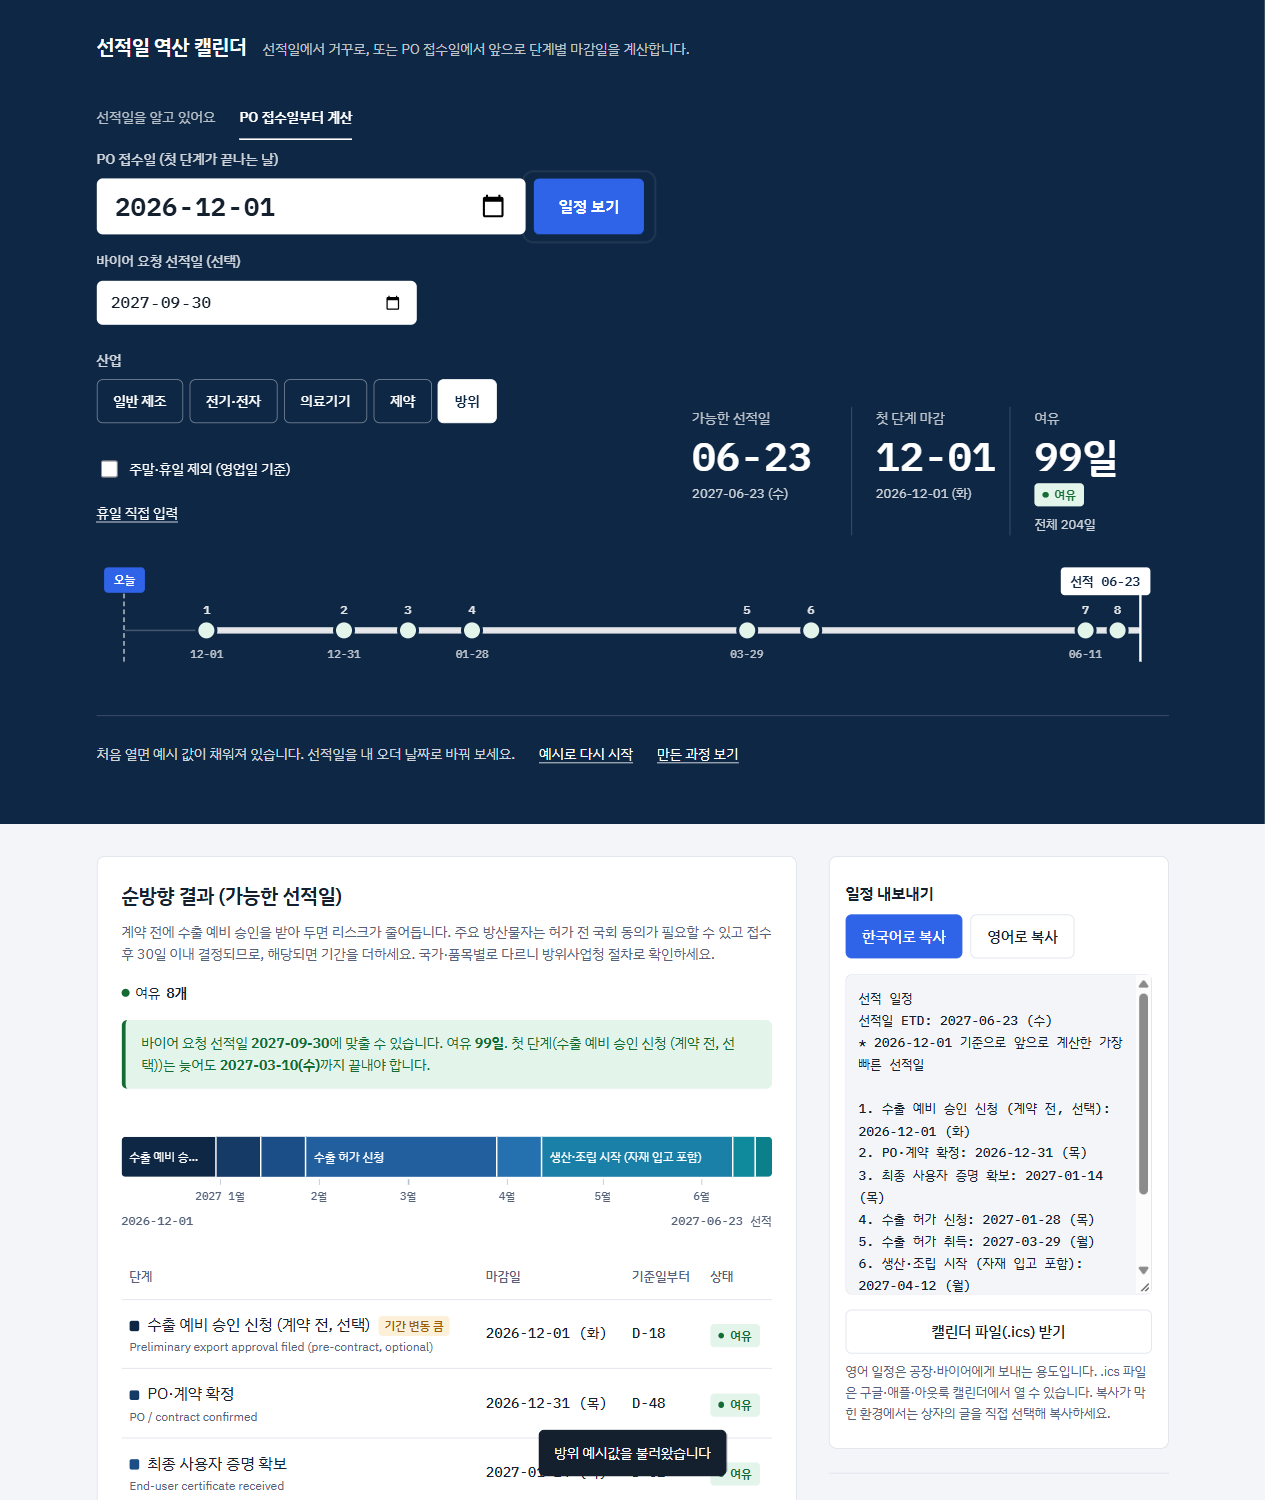 선적일 역산 캘린더
선적일에서 거꾸로, 또는 PO 접수일에서 앞으로 단계별 마감일을 계산합니다.
선적일을 알고 있어요
PO 접수일부터 계산
PO 접수일 (첫 단계가 끝나는 날)
2026-12-01
일정 보기
바이어 요청 선적일 (선택)
2027-09-30
산업
일반 제조
전기·전자
의료기기
제약
방위
주말·휴일 제외 (영업일 기준)
휴일 직접 입력
가능한 선적일
06-23
2027-06-23 (수)
첫 단계 마감
12-01
2026-12-01 (화)
여유
99일
여유
전체 204일
오늘
선적 06-23
1 2 3 4 5 6 7 8
12-01 12-31 01-28 03-29 06-11
처음 열면 예시 값이 채워져 있습니다. 선적일을 내 오더 날짜로 바꿔 보세요.
예시로 다시 시작
만든 과정 보기
순방향 결과 (가능한 선적일)
계약 전에 수출 예비 승인을 받아 두면 리스크가 줄어듭니다. 주요 방산물자는 허가 전 국회 동의가 필요할 수 있고 접수
후 30일 이내 결정되므로, 해당되면 기간을 더하세요. 국가·품목별로 다르니 방위사업청 절차로 확인하세요.
여유 8개
바이어 요청 선적일 2027-09-30에 맞출 수 있습니다. 여유 99일. 첫 단계(수출 예비 승인 신청 (계약 전, 선
택))는 늦어도 2027-03-10(수)까지 끝내야 합니다.
수출 예비 승...
수출 허가 신청
생산·조립 시작 (자재 입고 포함)
2027 1월 2월 3월 4월 5월 6월
2026-12-01
2027-06-23 선적
단계 마감일 기준일부터 상태
수출 예비 승인 신청 (계약 전, 선택) 기간 변동 큼
Preliminary export approval filed (pre-contract, optional)
2026-12-01 (화) D-18 여유
PO·계약 확정
PO / contract confirmed
2026-12-31 (목) D-48 여유
최종 사용자 증명 확보
End-user certificate received
여유
방위 예시값을 불러왔습니다
일정 내보내기
한국어로 복사
영어로 복사
선적 일정
선적일 ETD: 2027-06-23 (수)
* 2026-12-01 기준으로 앞으로 계산한 가장
빠른 선적일
1. 수출 예비 승인 신청 (계약 전, 선택):
2026-12-01 (화)
2. PO·계약 확정: 2026-12-31 (목)
3. 최종 사용자 증명 확보: 2027-01-14
(목)
4. 수출 허가 신청: 2027-01-28 (목)
5. 수출 허가 취득: 2027-03-29 (월)
6. 생산·조립 시작 (자재 입고 포함):
2027-04-12 (월)
캘린더 파일(.ics) 받기
영어 일정은 공장·바이어에게 보내는 용도입니다. .ics 파일
은 구글·애플·아웃룩 캘린더에서 열 수 있습니다. 복사가 막
힌 환경에서는 상자의 글을 직접 선택해 복사하세요.